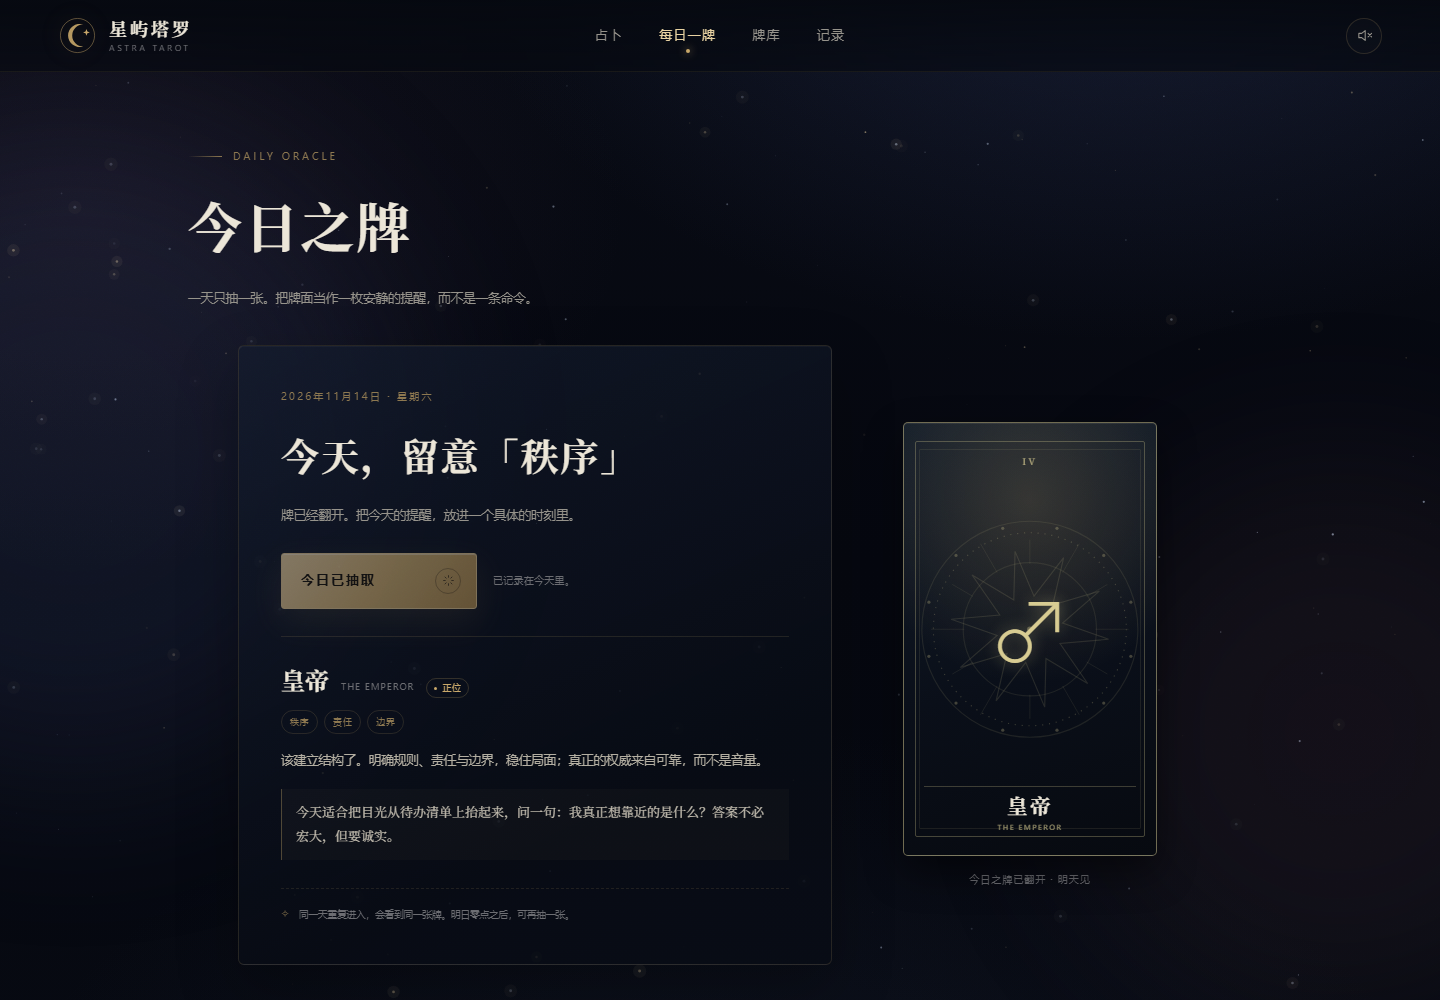 星屿塔罗
ASTRA TAROT
占卜
每日一牌
牌库
记录
DAILY ORACLE
今日之牌
一天只抽一张。把牌面当作一枚安静的提醒，而不是一条命令。
2026年11月14日 · 星期六
今天，留意「秩序」
牌已经翻开。把今天的提醒，放进一个具体的时刻里。
今日已抽取
已记录在今天里。
皇帝 THE EMPEROR • 正位
秩序 责任 边界
该建立结构了。明确规则、责任与边界，稳住局面；真正的权威来自可靠，而不是音量。
今天适合把目光从待办清单上抬起来，问一句：我真正想靠近的是什么？答案不必
宏大，但要诚实。
同一天重复进入，会看到同一张牌。明日零点之后，可再抽一张。
IV
皇帝
THE EMPEROR
今日之牌已翻开 · 明天见